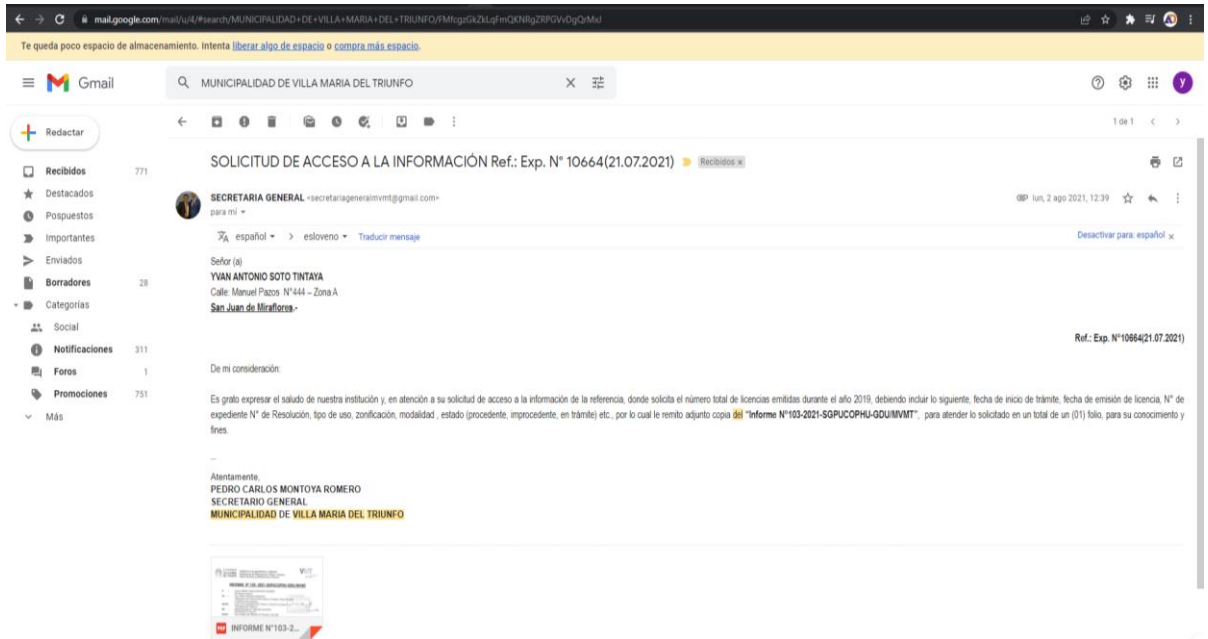 mail.google.com/mail/u/4/#search/MUNICIPALIDAD+DE+VILLA+MARIA+DEL+TRIUNFO/
Te queda poco espacio de almacenamiento. Intenta liberar algo de espacio o compra más espacio.
Gmail
MUNICIPALIDAD DE VILLA MARIA DEL TRIUNFO
y
Redactar
1 de 1
Recibidos 771
Destacados
Pospuestos
Importantes
Enviados
Borradores 28
Categorías
Social
Notificaciones 311
Foros 1
Promociones 751
Más
SOLICITUD DE ACCESO A LA INFORMACIÓN Ref.: Exp. N° 10664(21.07.2021) Recibidos x
SECRETARIA GENERAL <secretariageneralmvmt@gmail.com> lun, 2 ago 2021, 12:39
para mí
español > esloveno Traducir mensaje Desactivar para: español x
Señor (a)
YVAN ANTONIO SOTO TINTAYA
Calle: Manuel Pazos N°444 – Zona A
San Juan de Miraflores.-
Ref.: Exp. N°10664(21.07.2021)
De mi consideración:
Es grato expresar el saludo de nuestra institución y, en atención a su solicitud de acceso a la información de la referencia, donde solicita el número total de licencias emitidas durante el año 2019, debiendo incluir lo siguiente, fecha de inicio de trámite, fecha de emisión de licencia, N° de
expediente N° de Resolución, tipo de uso, zonificación, modalidad , estado (procedente, improcedente, en trámite) etc., por lo cual le remito adjunto copia del "Informe N°103-2021-SGPUCOPHU-GDU/MVMT", para atender lo solicitado en un total de un (01) folio, para su conocimiento y
fines.
--
Atentamente,
PEDRO CARLOS MONTOYA ROMERO
SECRETARIO GENERAL
MUNICIPALIDAD DE VILLA MARIA DEL TRIUNFO
PDF INFORME N°103-2...